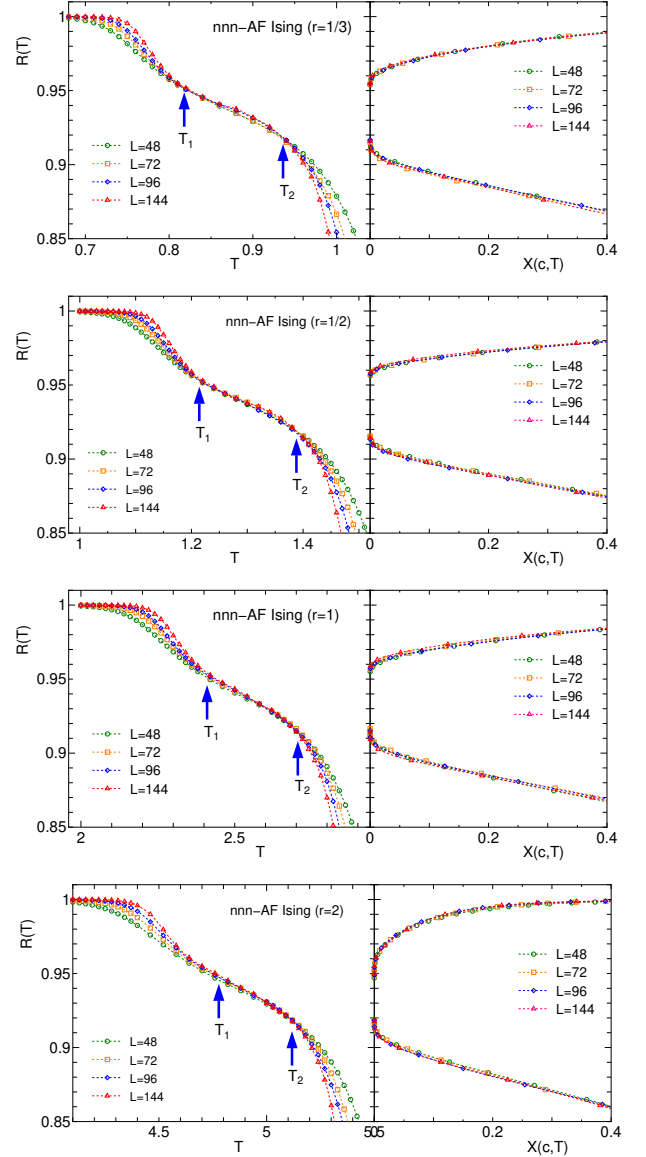 nnn-AF Ising (r=1/3)
R(T)
1
0.95
0.9
0.85
T₁
T₂
L=48
L=72
L=96
L=144
0.7
0.8
0.9
1
T
L=48
L=72
L=96
L=144
0
0.2
0.4
X(c,T)
nnn-AF Ising (r=1/2)
R(T)
1
0.95
0.9
0.85
T₁
T₂
L=48
L=72
L=96
L=144
1
1.2
1.4
T
L=48
L=72
L=96
L=144
0
0.2
0.4
X(c,T)
nnn-AF Ising (r=1)
R(T)
1
0.95
0.9
0.85
T₁
T₂
L=48
L=72
L=96
L=144
2
2.5
T
L=48
L=72
L=96
L=144
0
0.2
0.4
X(c,T)
nnn-AF Ising (r=2)
R(T)
1
0.95
0.9
0.85
T₁
T₂
L=48
L=72
L=96
L=144
4.5
5
T
L=48
L=72
L=96
L=144
0.2
0.4
X(c,T)